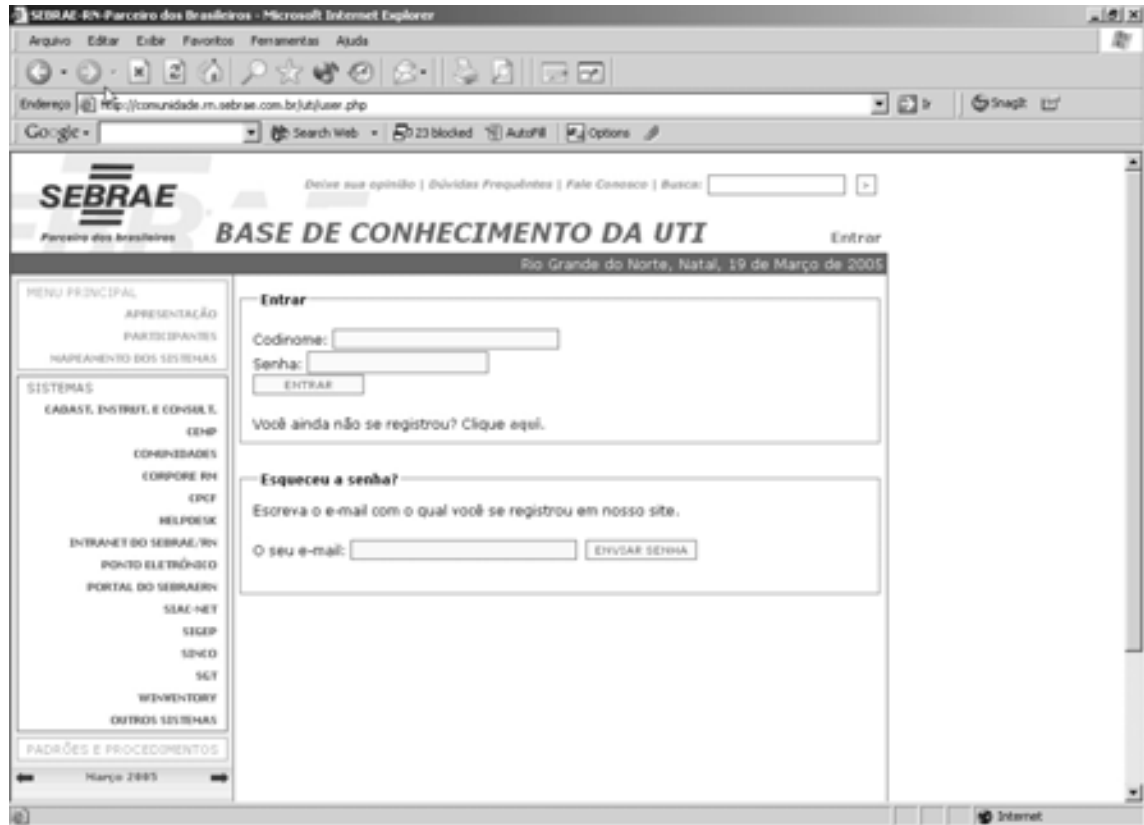 SEBRAE-RN-Parceiro dos Brasileiros - Microsoft Internet Explorer
Arquivo Editar Exibir Favoritos Ferramentas Ajuda
Endereço http://comunidade.rn.sebrae.com.br/uti/user.php Ir SnagIt
Google Search Web 23 blocked AutoFill Options
SEBRAE
Parceiro dos brasileiros
Deixe sua opinião | Dúvidas Frequêntes | Fale Conosco | Busca: >
BASE DE CONHECIMENTO DA UTI
Entrar
Rio Grande do Norte, Natal, 19 de Março de 2005
MENU PRINCIPAL
APRESENTAÇÃO
PARTICIPANTES
MAPEAMENTO DOS SISTEMAS
SISTEMAS
CADAST. INSTRUT. E CONSULT.
CEMP
COMUNIDADES
CORPORE RM
CPCF
HELPDESK
INTRANET DO SEBRAE/RN
PONTO ELETRÔNICO
PORTAL DO SEBRAERN
SIAC-NET
SIGEP
SINCO
SGT
WINVENTORY
OUTROS SISTEMAS
PADRÕES E PROCEDIMENTOS
Março 2005
Entrar
Codinome:
Senha:
ENTRAR
Você ainda não se registrou? Clique aqui.
Esqueceu a senha?
Escreva o e-mail com o qual você se registrou em nosso site.
O seu e-mail: ENVIAR SENHA
Internet